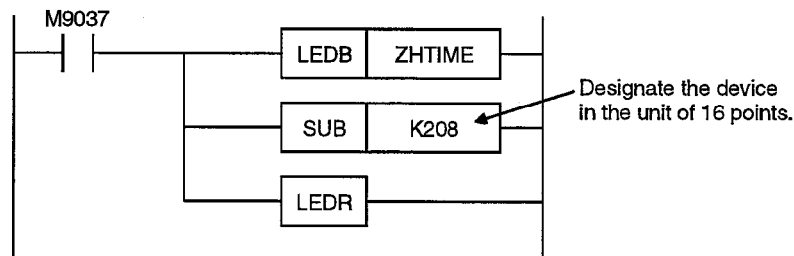 M9037
LEDB ZHTIME
Designate the device
in the unit of 16 points.
SUB K208
LEDR